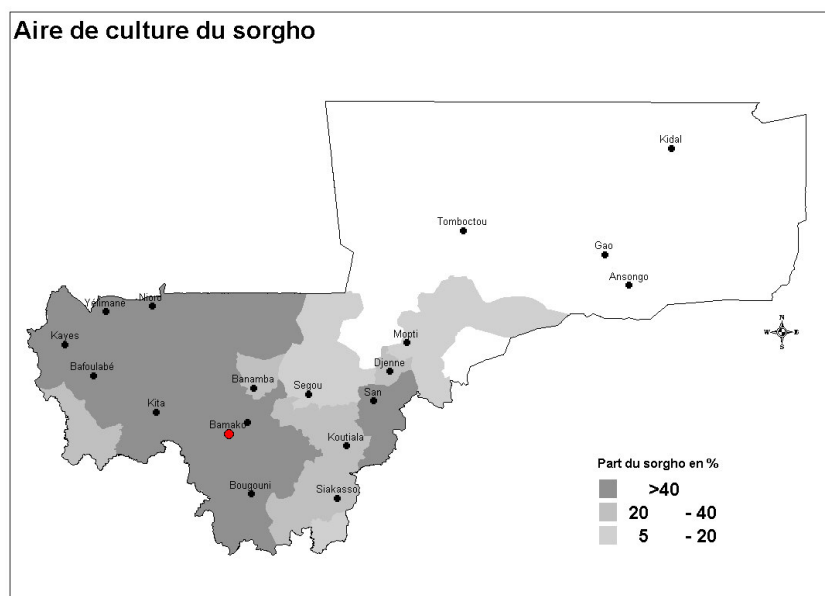 Aire de culture du sorgho
Kidal
Tomboctou
Gao
Ansongo
Nioro
Yélimane
Mopti
N
W E
S
Kayes
Djenne
Bafoulabé
Banamba
Segou
San
Kita
Bamako
Koutiala
Part du sorgho en %
Bougouni
Siakasso
>40
20 - 40
5 - 20